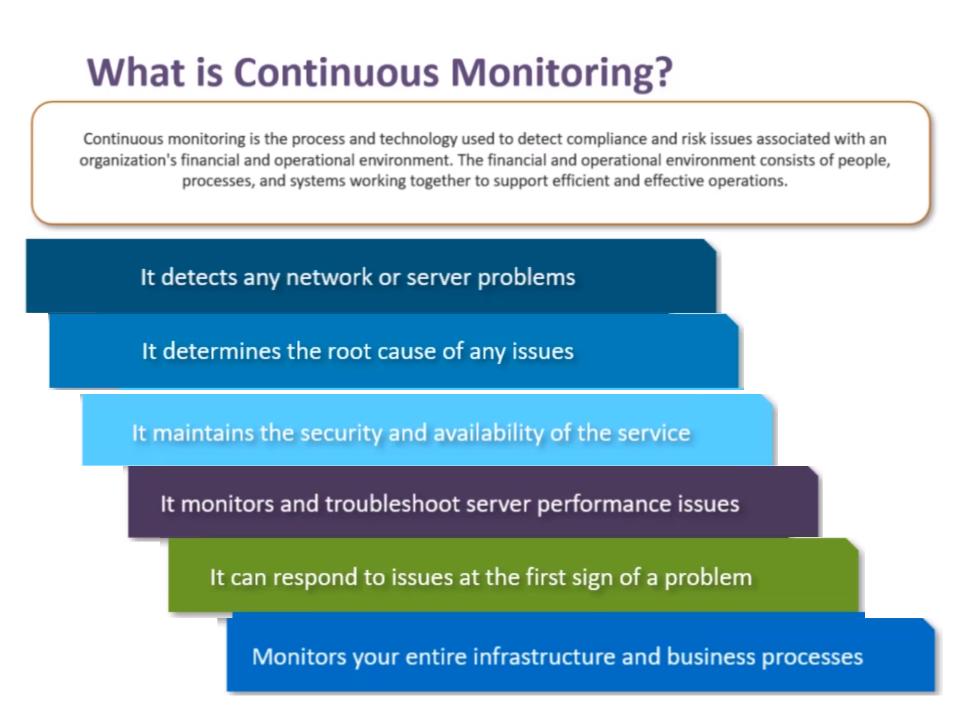 What is Continuous Monitoring?
Continuous monitoring is the process and technology used to detect compliance and risk issues associated with an
organization's financial and operational environment. The financial and operational environment consists of people,
processes, and systems working together to support efficient and effective operations.
It detects any network or server problems
It determines the root cause of any issues
It maintains the security and availability of the service
It monitors and troubleshoot server performance issues
It can respond to issues at the first sign of a problem
Monitors your entire infrastructure and business processes